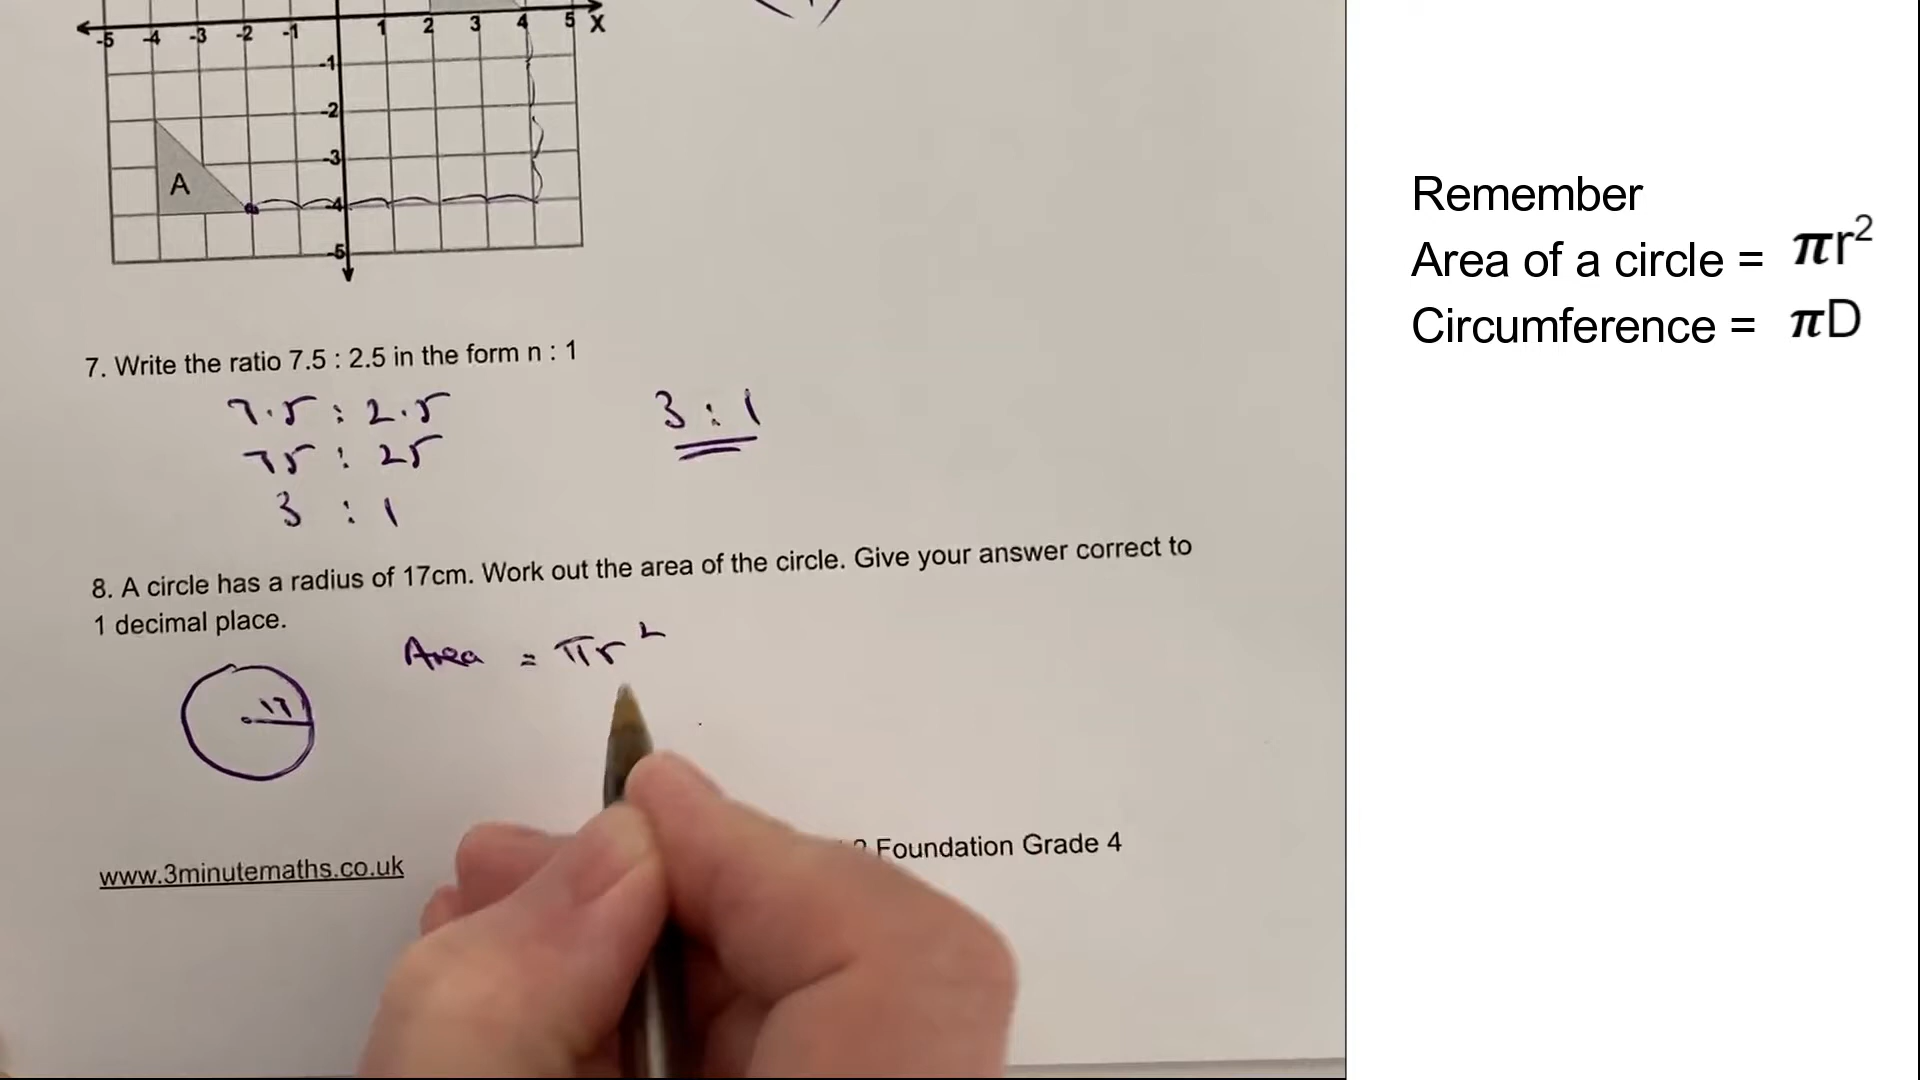 -5 -4 -3 -2 -1 1 2 3 4 5 X
-1
-2
-3
A
-4
-5
7. Write the ratio 7.5 : 2.5 in the form n : 1
7.5 : 2.5
3 : 1
75 : 25
3 : 1
8. A circle has a radius of 17cm. Work out the area of the circle. Give your answer correct to
1 decimal place.
Area = πr²
17
www.3minutemaths.co.uk
Foundation Grade 4
Remember
Area of a circle = πr²
Circumference = πD